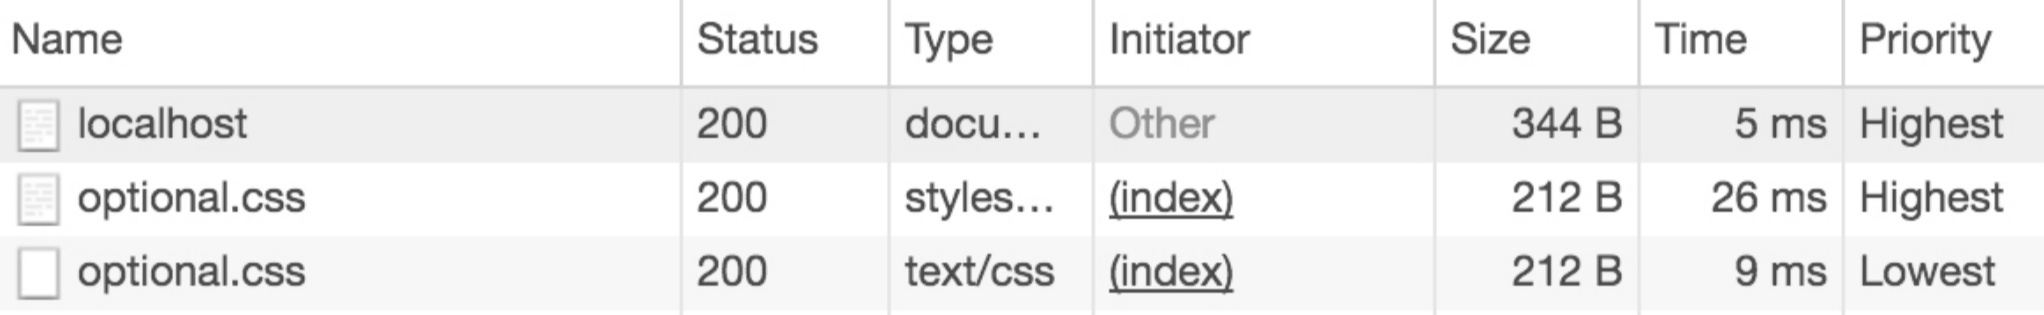 Name Status Type Initiator Size Time Priority
localhost 200 docu... Other 344 B 5 ms Highest
optional.css 200 styles... (index) 212 B 26 ms Highest
optional.css 200 text/css (index) 212 B 9 ms Lowest